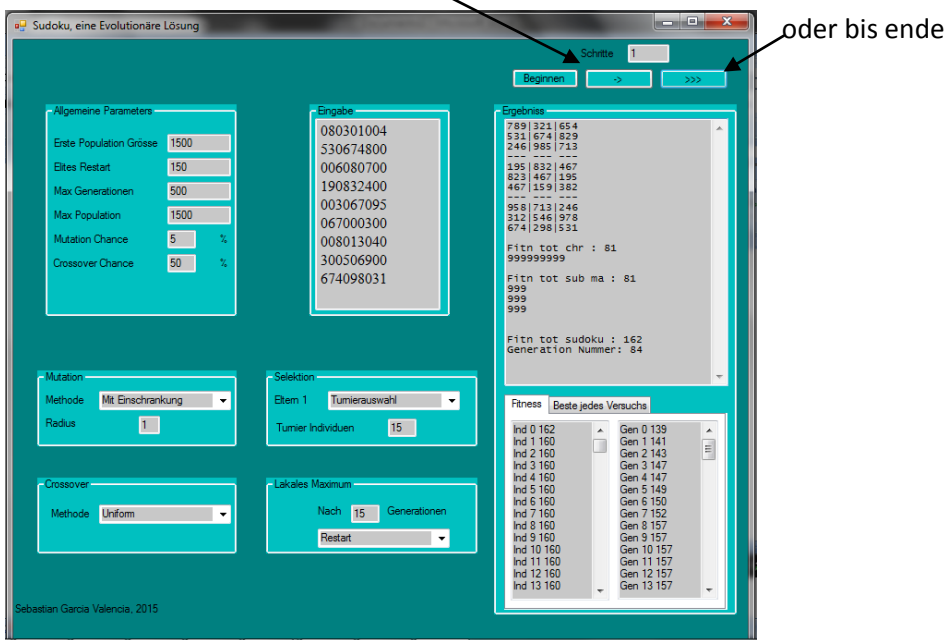 Sudoku, eine Evolutionäre Lösung
oder bis ende
Schritte 1
Beginnen -> >>>
Allgemeine Parameters
Erste Population Grösse 1500
Elites Restart 150
Max Generationen 500
Max Population 1500
Mutation Chance 5 %
Crossover Chance 50 %
Eingabe
080301004
530674800
006080700
190832400
003067095
067000300
008013040
300506900
674098031
Ergebniss
789|321|654
531|674|829
246|985|713
--- --- ---
195|832|467
823|467|195
467|159|382
--- --- ---
958|713|246
312|546|978
674|298|531
Fitn tot chr : 81
999999999
Fitn tot sub ma : 81
999
999
999
Fitn tot sudoku : 162
Generation Nummer: 84
Mutation
Methode Mit Einschrankung
Radius 1
Selektion
Eltern 1 Turnierauswahl
Turnier Individuen 15
Crossover
Methode Uniform
Lakales Maximum
Nach 15 Generationen
Restart
Fitness Beste jedes Versuchs
Ind 0 162
Ind 1 160
Ind 2 160
Ind 3 160
Ind 4 160
Ind 5 160
Ind 6 160
Ind 7 160
Ind 8 160
Ind 9 160
Ind 10 160
Ind 11 160
Ind 12 160
Ind 13 160
Gen 0 139
Gen 1 141
Gen 2 143
Gen 3 147
Gen 4 147
Gen 5 149
Gen 6 150
Gen 7 152
Gen 8 157
Gen 9 157
Gen 10 157
Gen 11 157
Gen 12 157
Gen 13 157
Sebastian Garcia Valencia, 2015